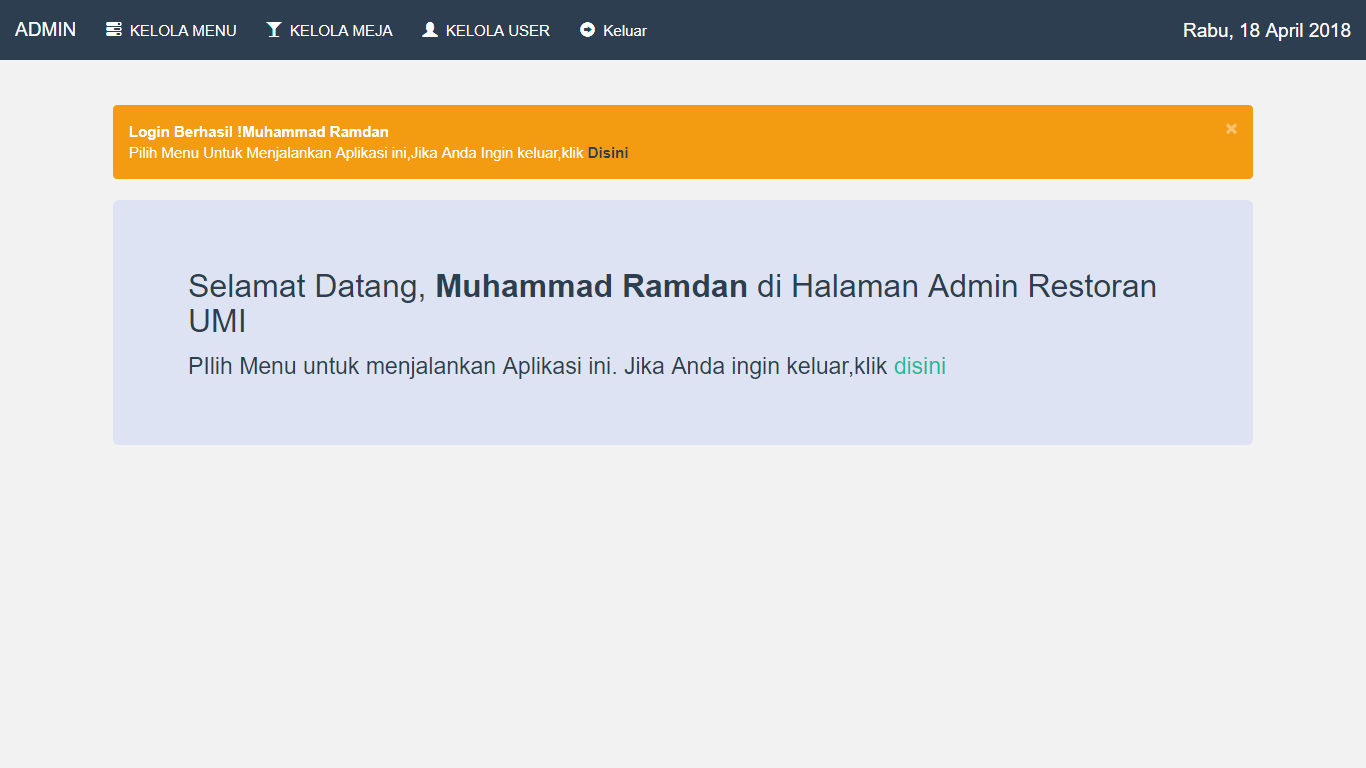 ADMIN KELOLA MENU KELOLA MEJA KELOLA USER Keluar Rabu, 18 April 2018
×
Login Berhasil !Muhammad Ramdan
Pilih Menu Untuk Menjalankan Aplikasi ini,Jika Anda Ingin keluar,klik Disini
Selamat Datang, Muhammad Ramdan di Halaman Admin Restoran
UMI
PIlih Menu untuk menjalankan Aplikasi ini. Jika Anda ingin keluar,klik disini